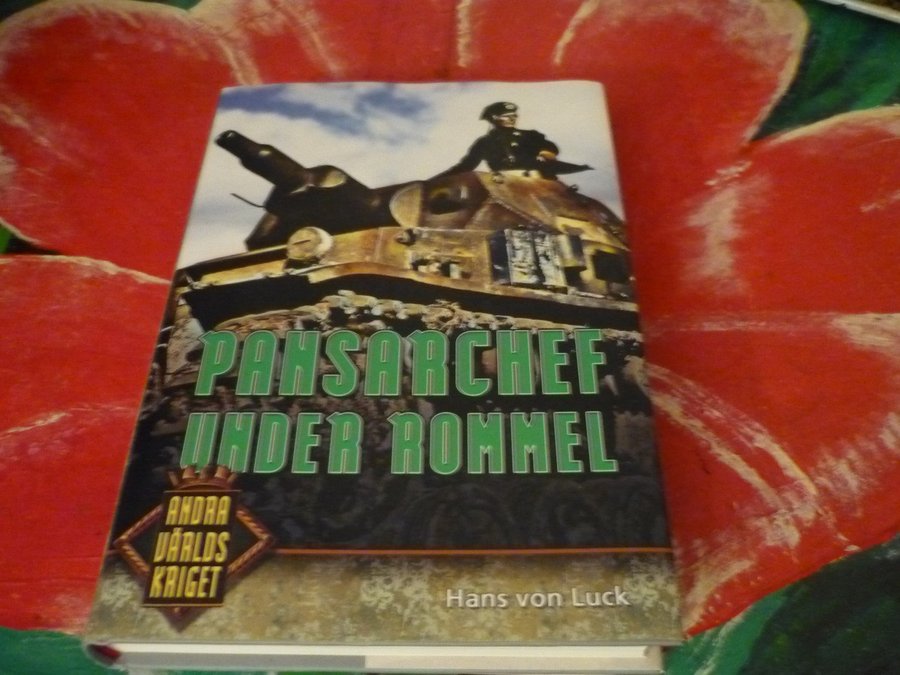 PANSARCHEF
UNDER ROMMEL
ANDRA
VÄRLDS
KRIGET
Hans von Luck